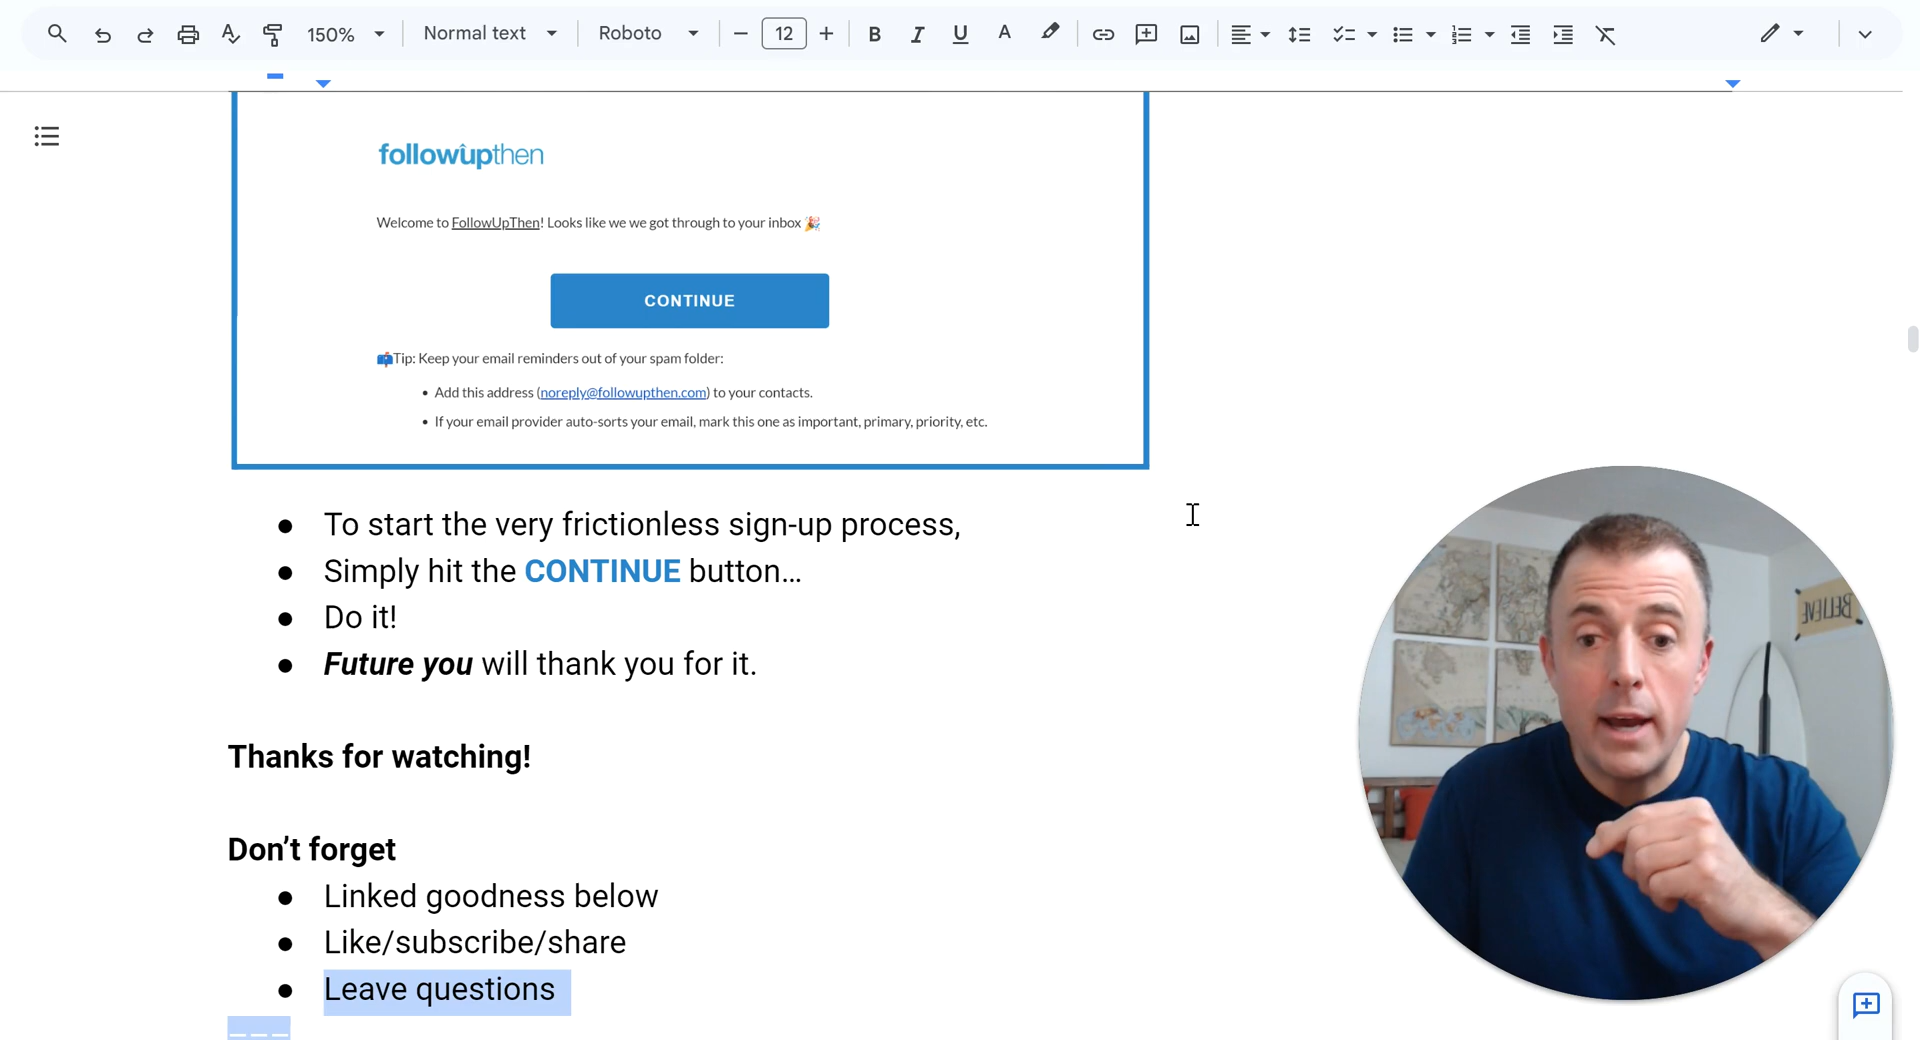 150% Normal text Roboto 12 B I U A
followupthen
Welcome to FollowUpThen! Looks like we we got through to your inbox 🎉
CONTINUE
📬Tip: Keep your email reminders out of your spam folder:
• Add this address (noreply@followupthen.com) to your contacts.
• If your email provider auto-sorts your email, mark this one as important, primary, priority, etc.
● To start the very frictionless sign-up process,
● Simply hit the CONTINUE button...
● Do it!
● Future you will thank you for it.
BELIEVE
Thanks for watching!
Don’t forget
● Linked goodness below
● Like/subscribe/share
● Leave questions
___